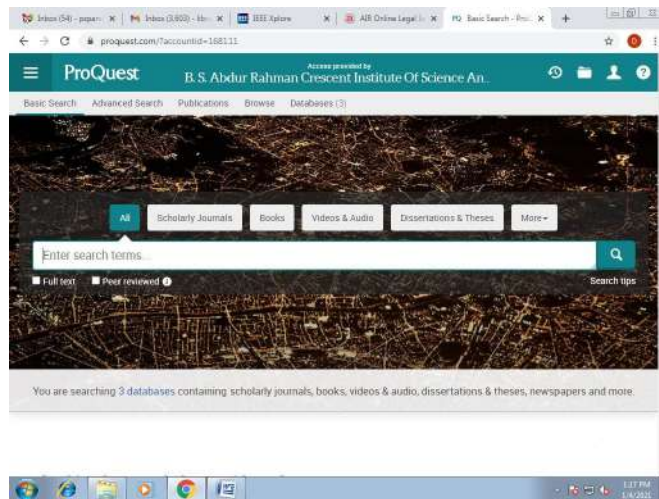 Inbox (54) - 
Inbox (3,603) - 
IEEE Xplore
AIR Online Legal
Basic Search - Pro
proquest.com/?accountid=168111
ProQuest
Access provided by
B. S. Abdur Rahman Crescent Institute Of Science An..
Basic Search
Advanced Search
Publications
Browse
Databases (3)
All
Scholarly Journals
Books
Videos & Audio
Dissertations & Theses
More
Enter search terms...
Full text
Peer reviewed
Search tips
You are searching 3 databases containing scholarly journals, books, videos & audio, dissertations & theses, newspapers and more.
1:27 PM